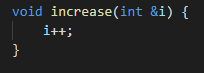 void increase(int &i) {
    i++;
}